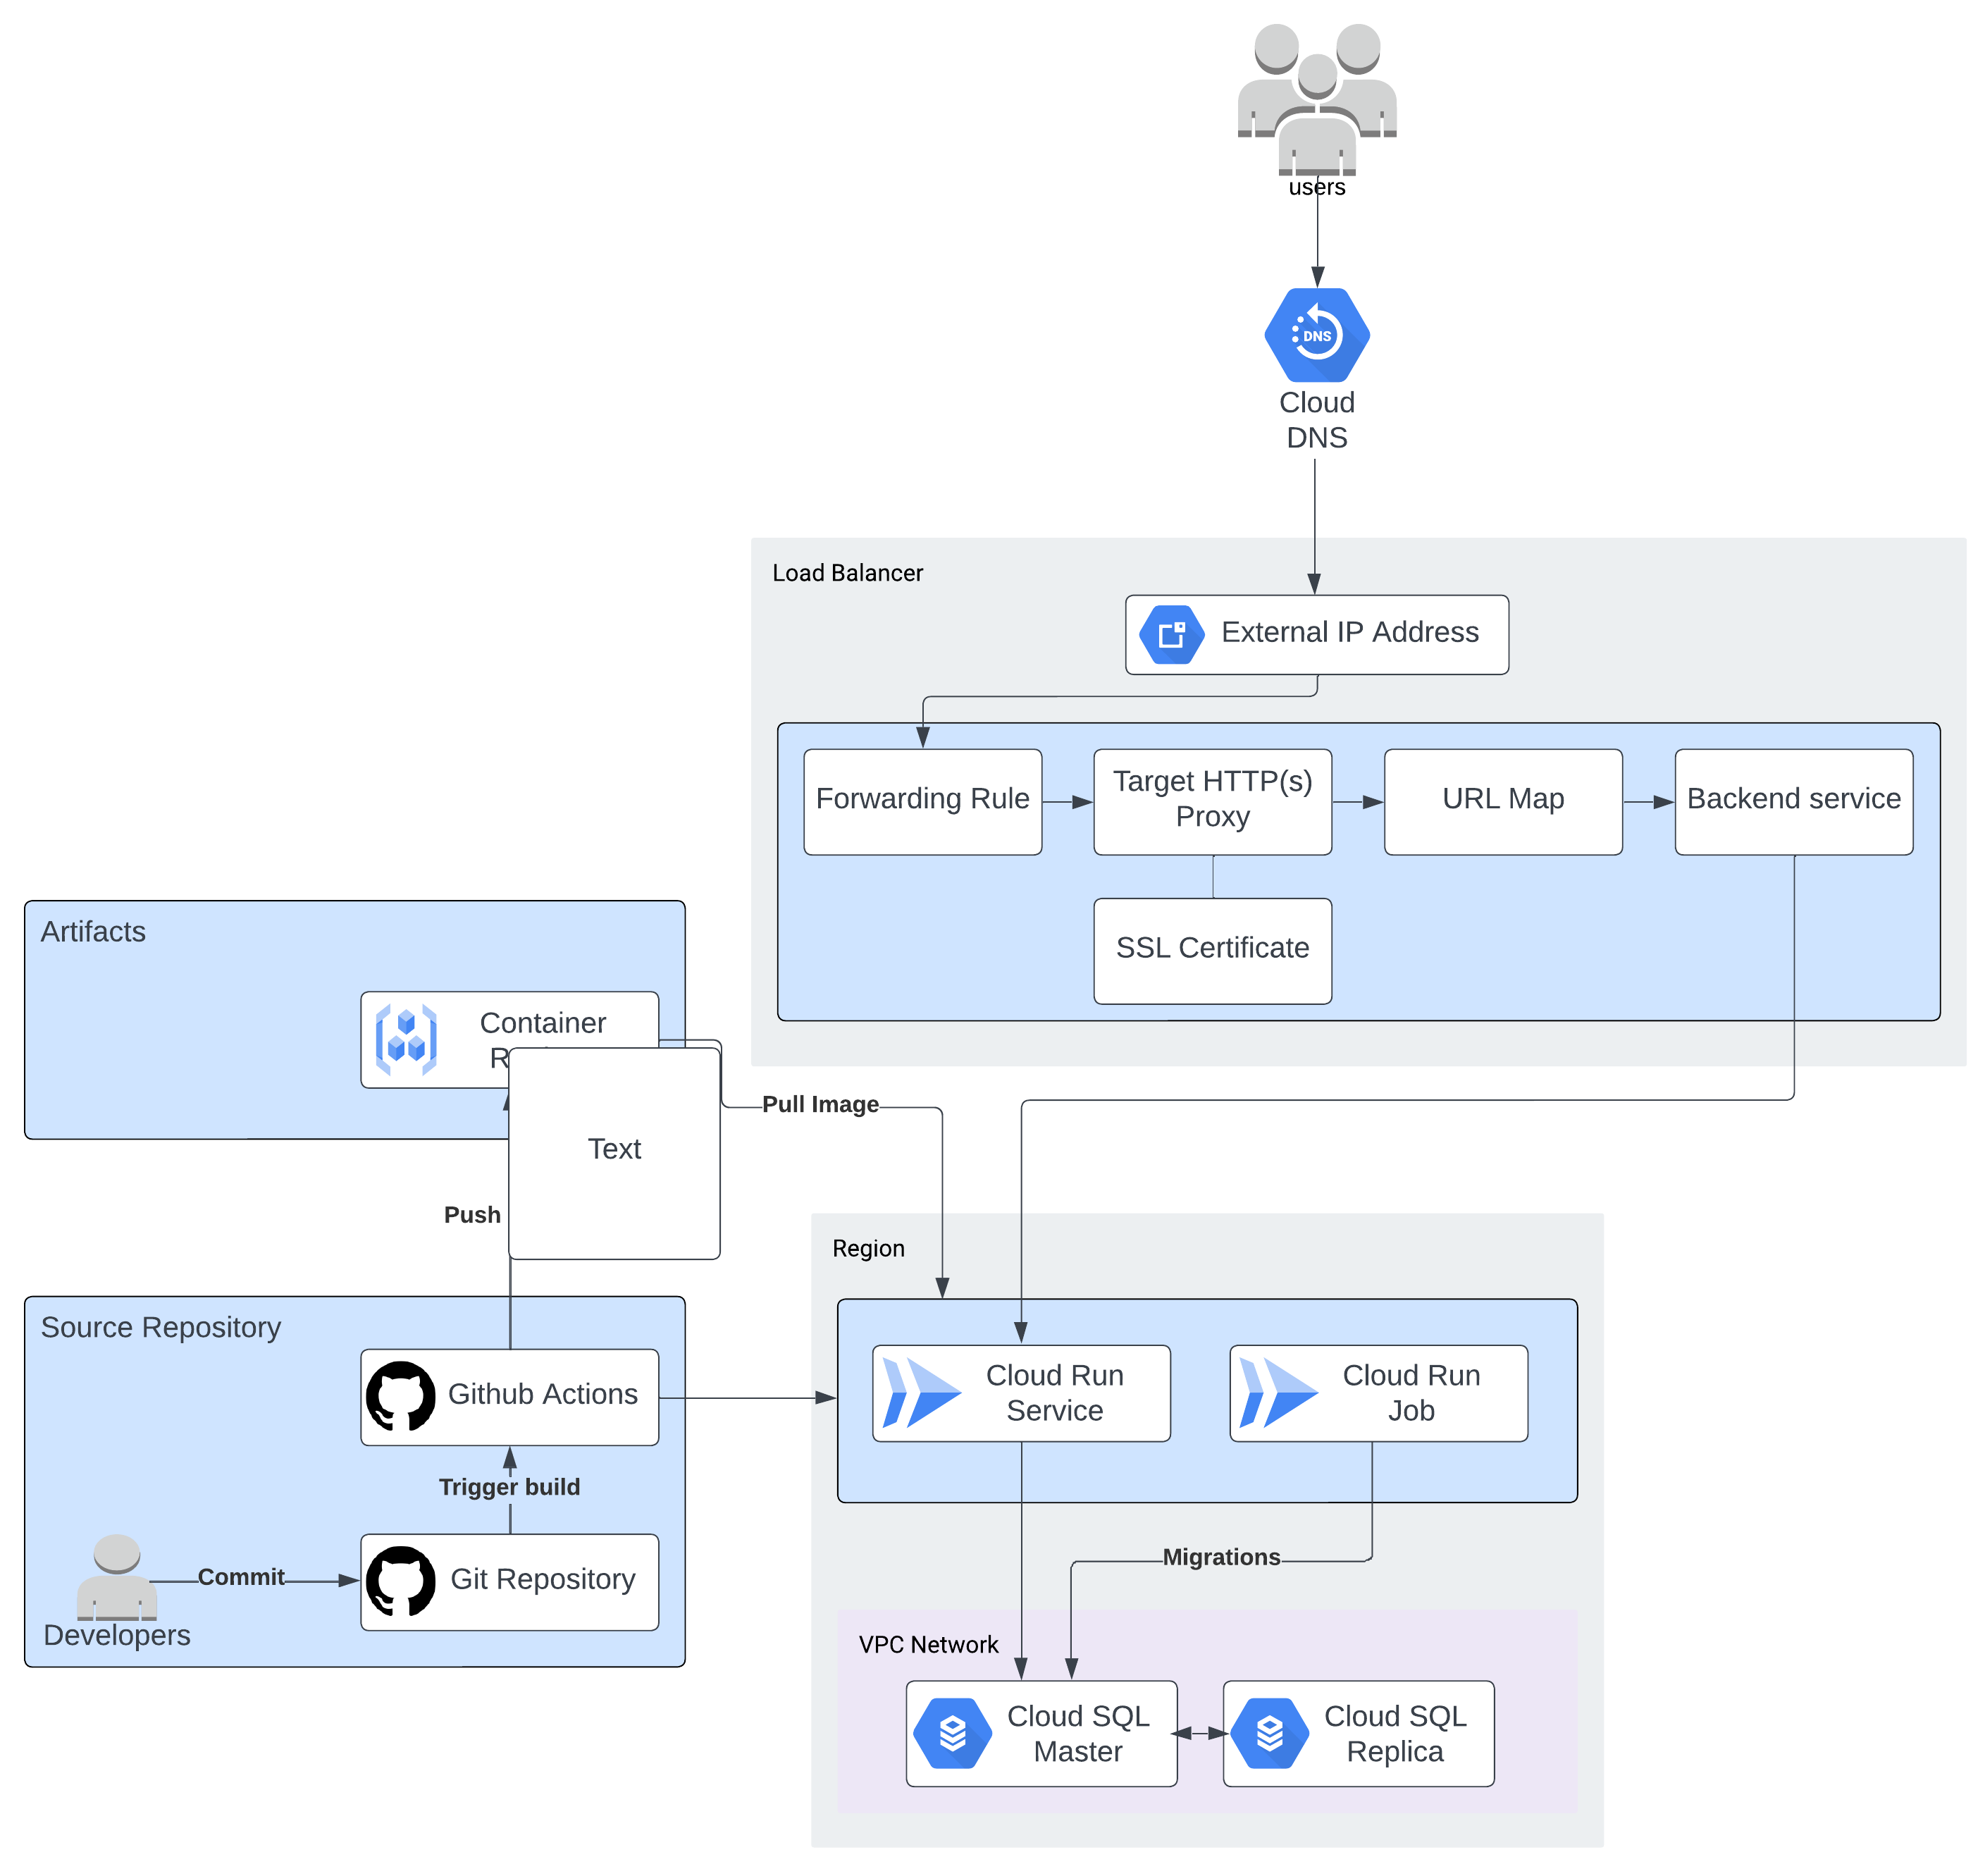 users
DNS
Cloud
DNS
Load Balancer
External IP Address
Forwarding Rule
Target HTTP(s)
Proxy
URL Map
Backend service
SSL Certificate
Artifacts
Container
Text
Pull Image
Push
Region
Source Repository
Github Actions
Cloud Run
Service
Cloud Run
Job
Trigger build
Commit
Git Repository
Developers
Migrations
VPC Network
Cloud SQL
Master
Cloud SQL
Replica